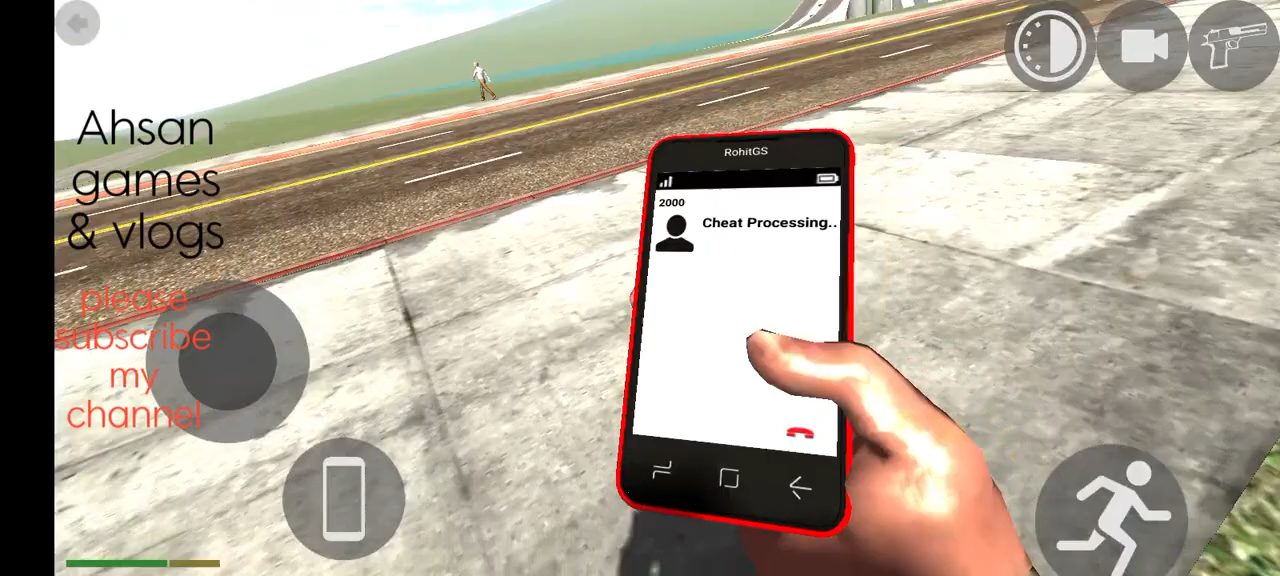 Ahsan
games
& vlogs
please
subscribe
my
channel
RohitGS
2000
Cheat Processing..